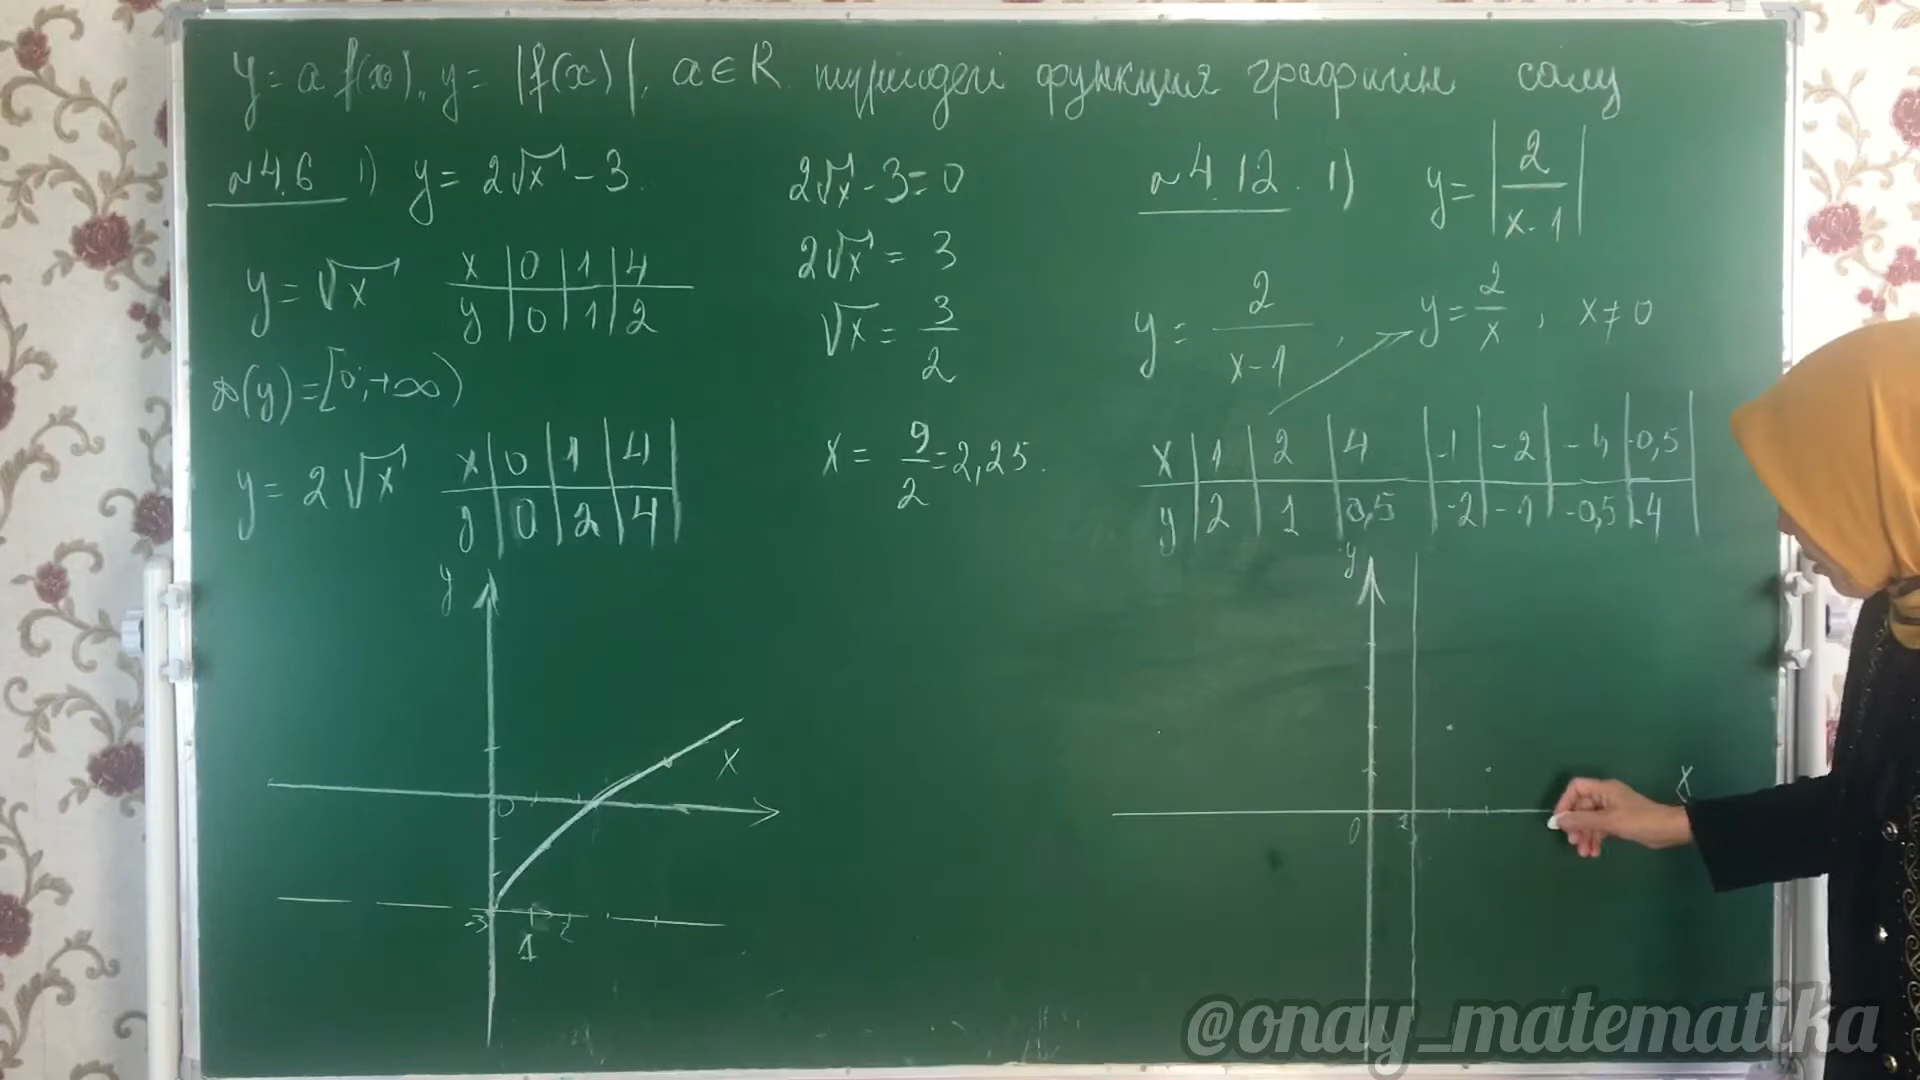 y = a f(x), y = |f(x)|, a ∈ R түріндегі функция графигін салу
№4.6 1) y = 2√x - 3.
y = √x
x | 0 | 1 | 4
y | 0 | 1 | 2
D(y) = [0; +∞)
y = 2√x
x | 0 | 1 | 4 |
y | 0 | 2 | 4 |
y
x
0
-3
1
2
2√x - 3 = 0
2√x = 3
√x = 3/2
x = 9/2 = 2,25.
№4.12. 1) y = |2/(x-1)|
y = 2/(x-1), y = 2/x, x ≠ 0
x | 1 | 2 | 4 | -1 | -2 | -4 | -0,5 |
y | 2 | 1 | 0,5 | -2 | -1 | -0,5 | -4 |
y
x
0
@onay_matematika